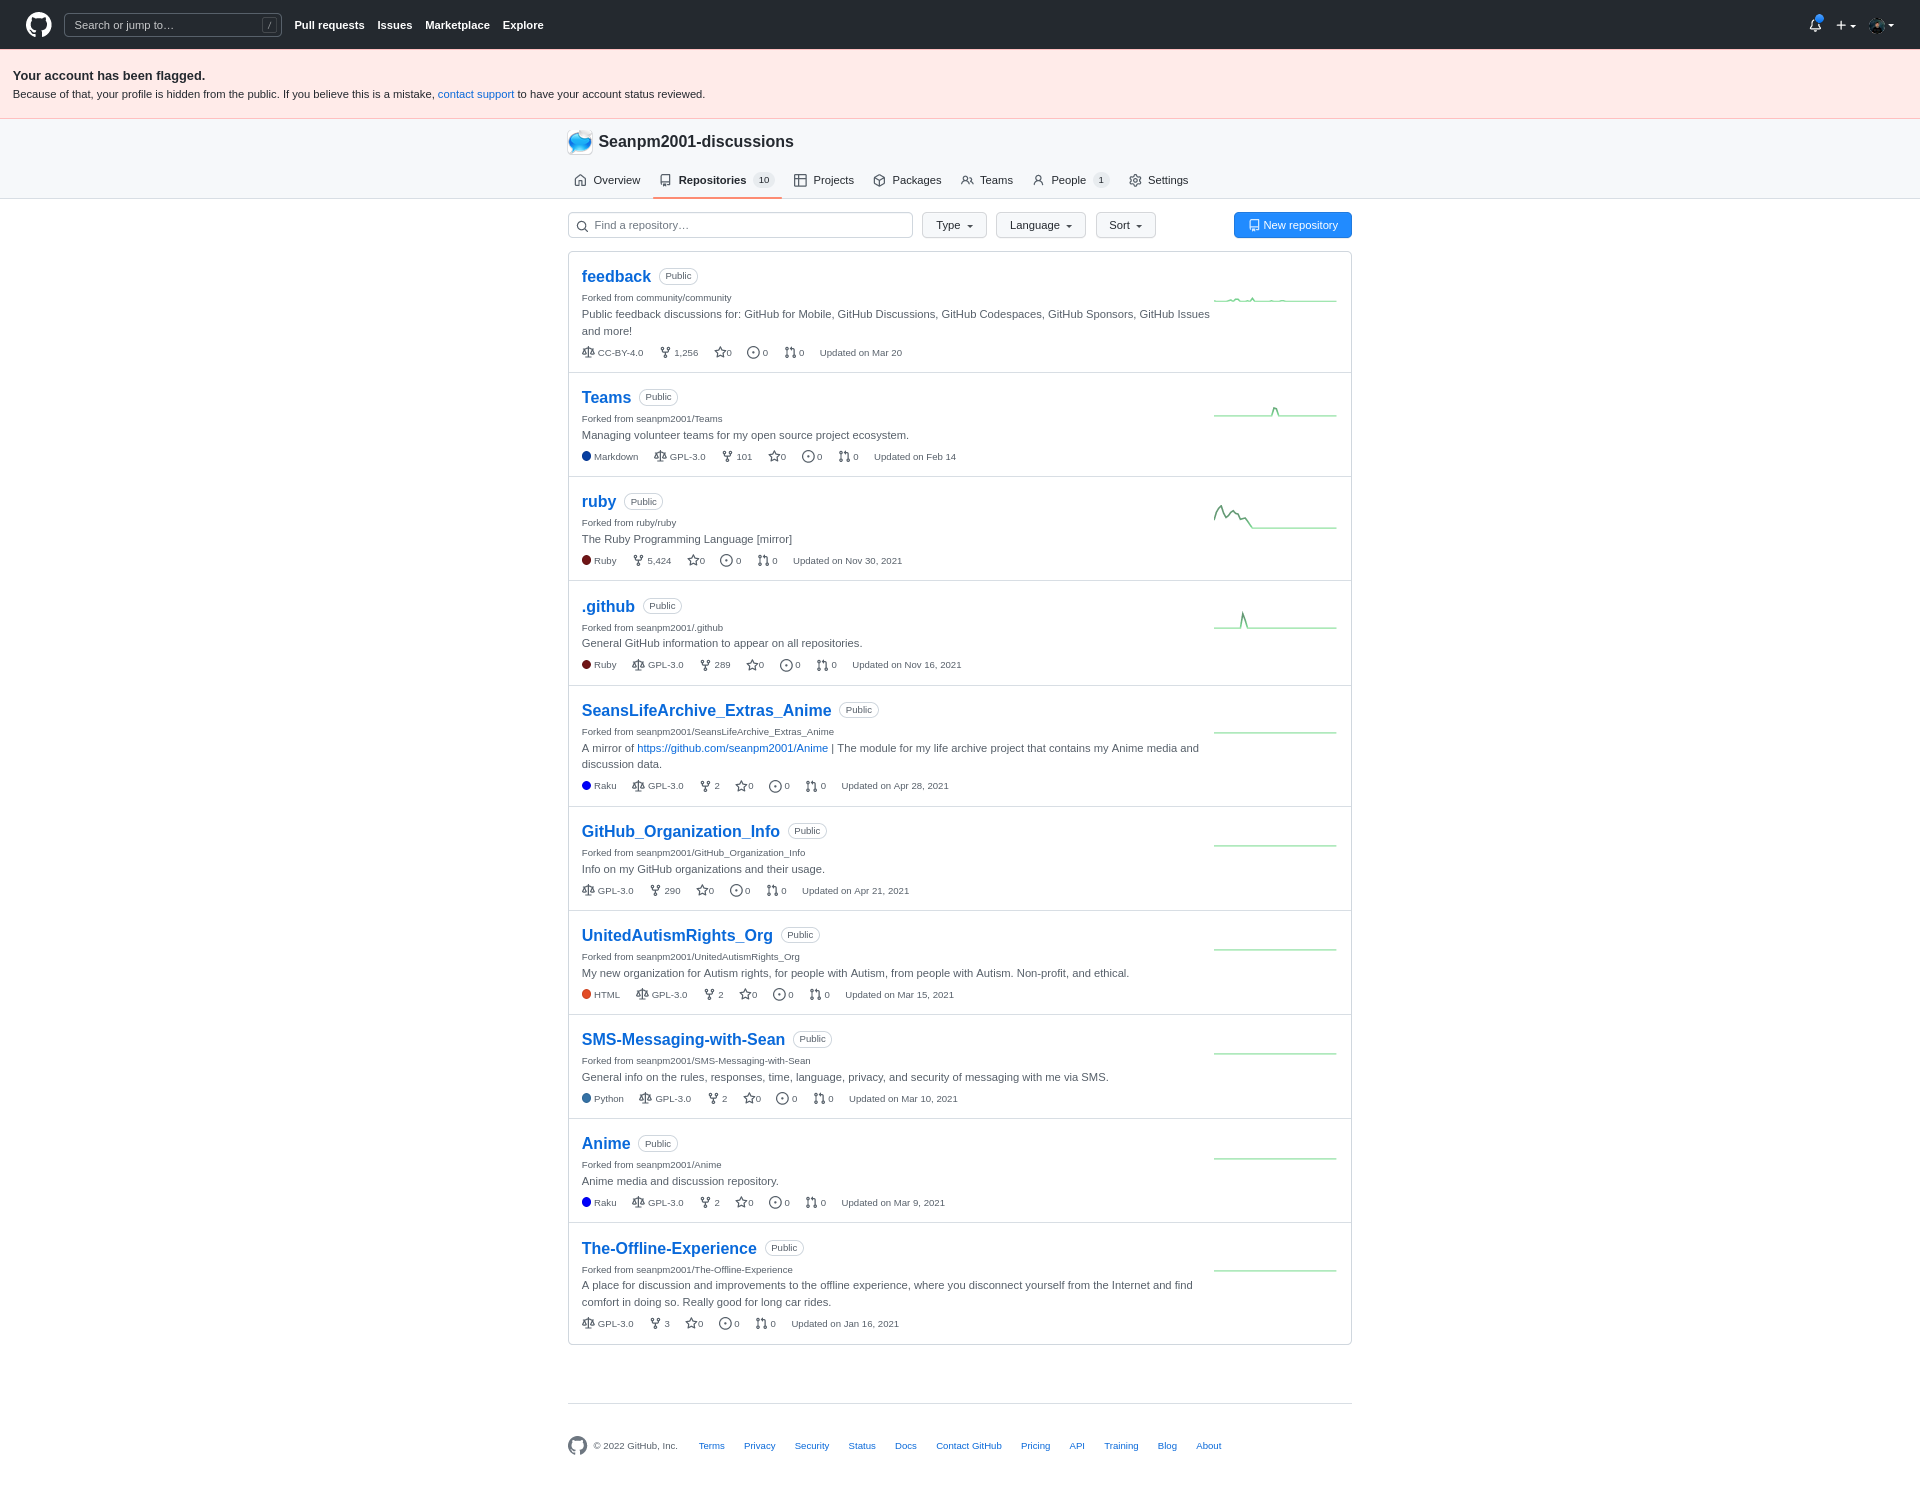 Search or jump to… /
Pull requests Issues Marketplace Explore
Your account has been flagged.
Because of that, your profile is hidden from the public. If you believe this is a mistake, contact support to have your account status reviewed.
Seanpm2001-discussions
Overview Repositories 10 Projects Packages Teams People 1 Settings
Find a repository… Type Language Sort New repository
feedback Public
Forked from community/community
Public feedback discussions for: GitHub for Mobile, GitHub Discussions, GitHub Codespaces, GitHub Sponsors, GitHub Issues
and more!
CC-BY-4.0 1,256 0 0 0 Updated on Mar 20
Teams Public
Forked from seanpm2001/Teams
Managing volunteer teams for my open source project ecosystem.
Markdown GPL-3.0 101 0 0 0 Updated on Feb 14
ruby Public
Forked from ruby/ruby
The Ruby Programming Language [mirror]
Ruby 5,424 0 0 0 Updated on Nov 30, 2021
.github Public
Forked from seanpm2001/.github
General GitHub information to appear on all repositories.
Ruby GPL-3.0 289 0 0 0 Updated on Nov 16, 2021
SeansLifeArchive_Extras_Anime Public
Forked from seanpm2001/SeansLifeArchive_Extras_Anime
A mirror of https://github.com/seanpm2001/Anime | The module for my life archive project that contains my Anime media and
discussion data.
Raku GPL-3.0 2 0 0 0 Updated on Apr 28, 2021
GitHub_Organization_Info Public
Forked from seanpm2001/GitHub_Organization_Info
Info on my GitHub organizations and their usage.
GPL-3.0 290 0 0 0 Updated on Apr 21, 2021
UnitedAutismRights_Org Public
Forked from seanpm2001/UnitedAutismRights_Org
My new organization for Autism rights, for people with Autism, from people with Autism. Non-profit, and ethical.
HTML GPL-3.0 2 0 0 0 Updated on Mar 15, 2021
SMS-Messaging-with-Sean Public
Forked from seanpm2001/SMS-Messaging-with-Sean
General info on the rules, responses, time, language, privacy, and security of messaging with me via SMS.
Python GPL-3.0 2 0 0 0 Updated on Mar 10, 2021
Anime Public
Forked from seanpm2001/Anime
Anime media and discussion repository.
Raku GPL-3.0 2 0 0 0 Updated on Mar 9, 2021
The-Offline-Experience Public
Forked from seanpm2001/The-Offline-Experience
A place for discussion and improvements to the offline experience, where you disconnect yourself from the Internet and find
comfort in doing so. Really good for long car rides.
GPL-3.0 3 0 0 0 Updated on Jan 16, 2021
© 2022 GitHub, Inc. Terms Privacy Security Status Docs Contact GitHub Pricing API Training Blog About